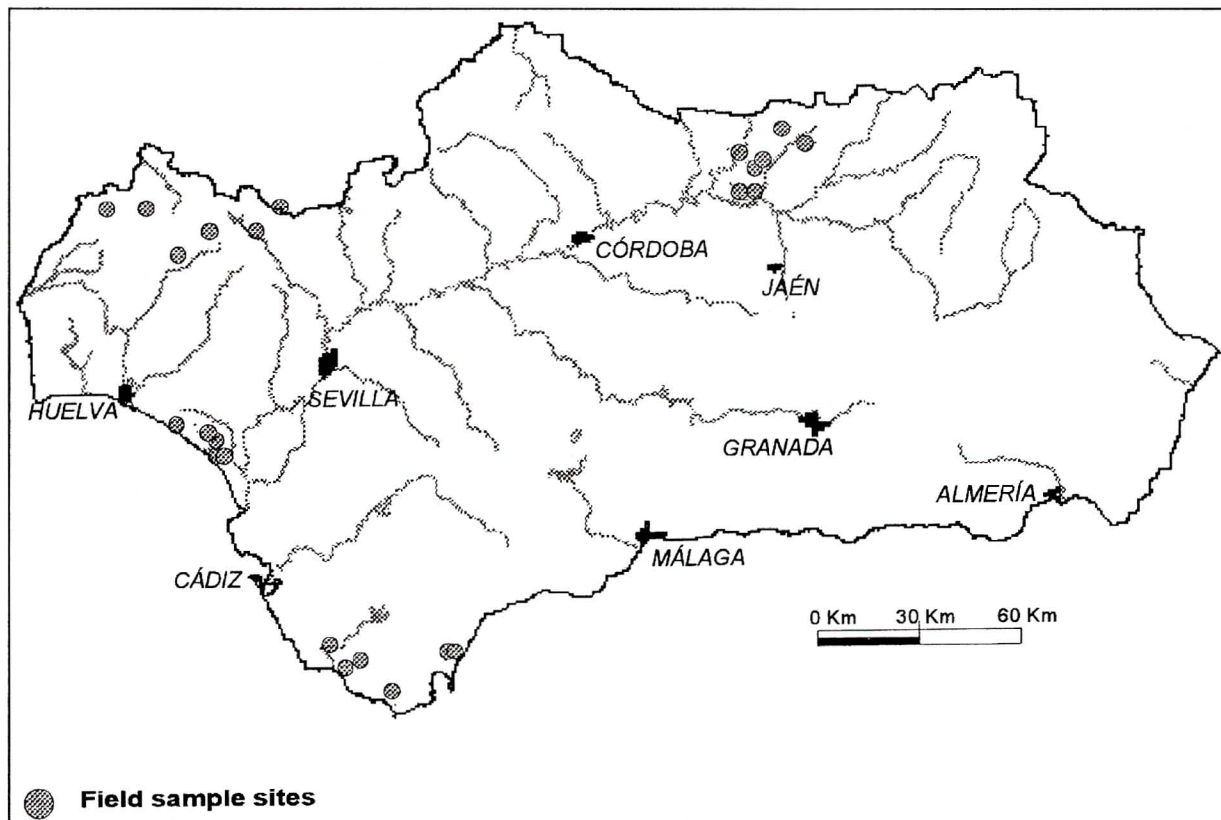 CÓRDOBA
JAÉN
SEVILLA
HUELVA
GRANADA
ALMERÍA
MÁLAGA
CÁDIZ
0 Km 30 Km 60 Km
Field sample sites